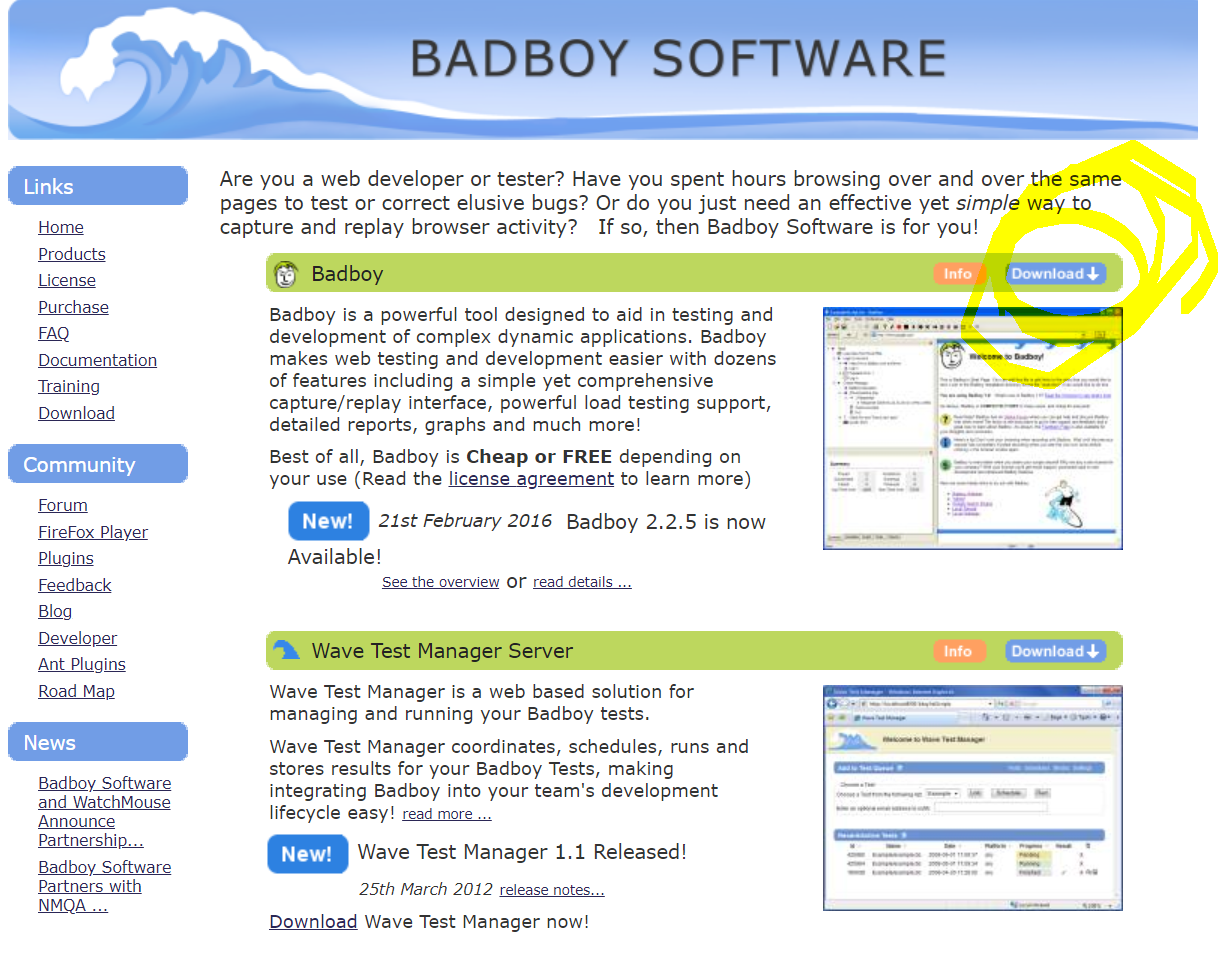 BADBOY SOFTWARE
Links
Home
Products
License
Purchase
FAQ
Documentation
Training
Download
Community
Forum
FireFox Player
Plugins
Feedback
Blog
Developer
Ant Plugins
Road Map
News
Badboy Software
and WatchMouse
Announce
Partnership...
Badboy Software
Partners with
NMQA ...
Are you a web developer or tester? Have you spent hours browsing over and over the same
pages to test or correct elusive bugs? Or do you just need an effective yet simple way to
capture and replay browser activity? If so, then Badboy Software is for you!
Badboy Info Download
Badboy is a powerful tool designed to aid in testing and
development of complex dynamic applications. Badboy
makes web testing and development easier with dozens
of features including a simple yet comprehensive
capture/replay interface, powerful load testing support,
detailed reports, graphs and much more!
Best of all, Badboy is Cheap or FREE depending on
your use (Read the license agreement to learn more)
New! 21st February 2016 Badboy 2.2.5 is now
Available!
See the overview or read details ...
Welcome to Badboy!
Summary
Wave Test Manager Server Info Download
Wave Test Manager is a web based solution for
managing and running your Badboy tests.
Wave Test Manager coordinates, schedules, runs and
stores results for your Badboy Tests, making
integrating Badboy into your team's development
lifecycle easy! read more ...
New! Wave Test Manager 1.1 Released!
25th March 2012 release notes...
Download Wave Test Manager now!
Wave Test Manager
Welcome to Wave Test Manager
Add to Test Queue
Choose a Test